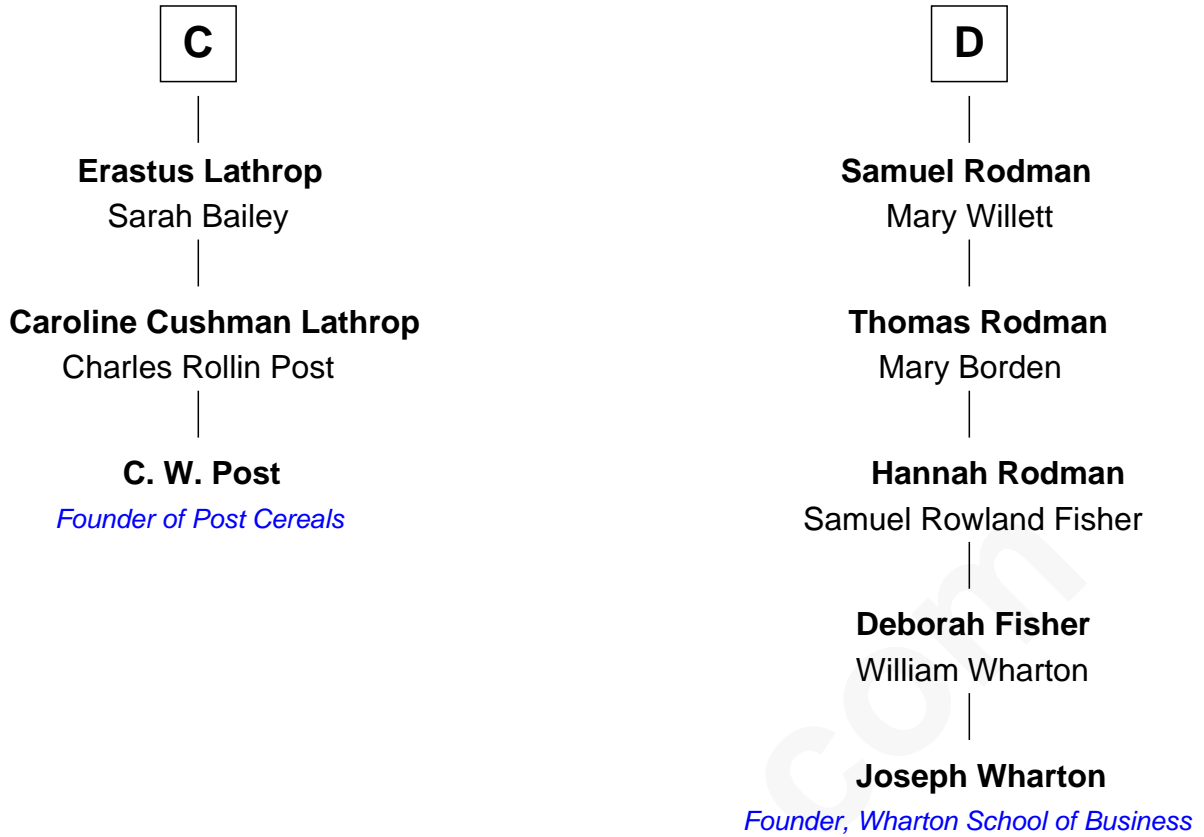 C
Erastus Lathrop
Sarah Bailey
Caroline Cushman Lathrop
Charles Rollin Post
C. W. Post
Founder of Post Cereals
D
Samuel Rodman
Mary Willett
Thomas Rodman
Mary Borden
Hannah Rodman
Samuel Rowland Fisher
Deborah Fisher
William Wharton
Joseph Wharton
Founder, Wharton School of Business
com